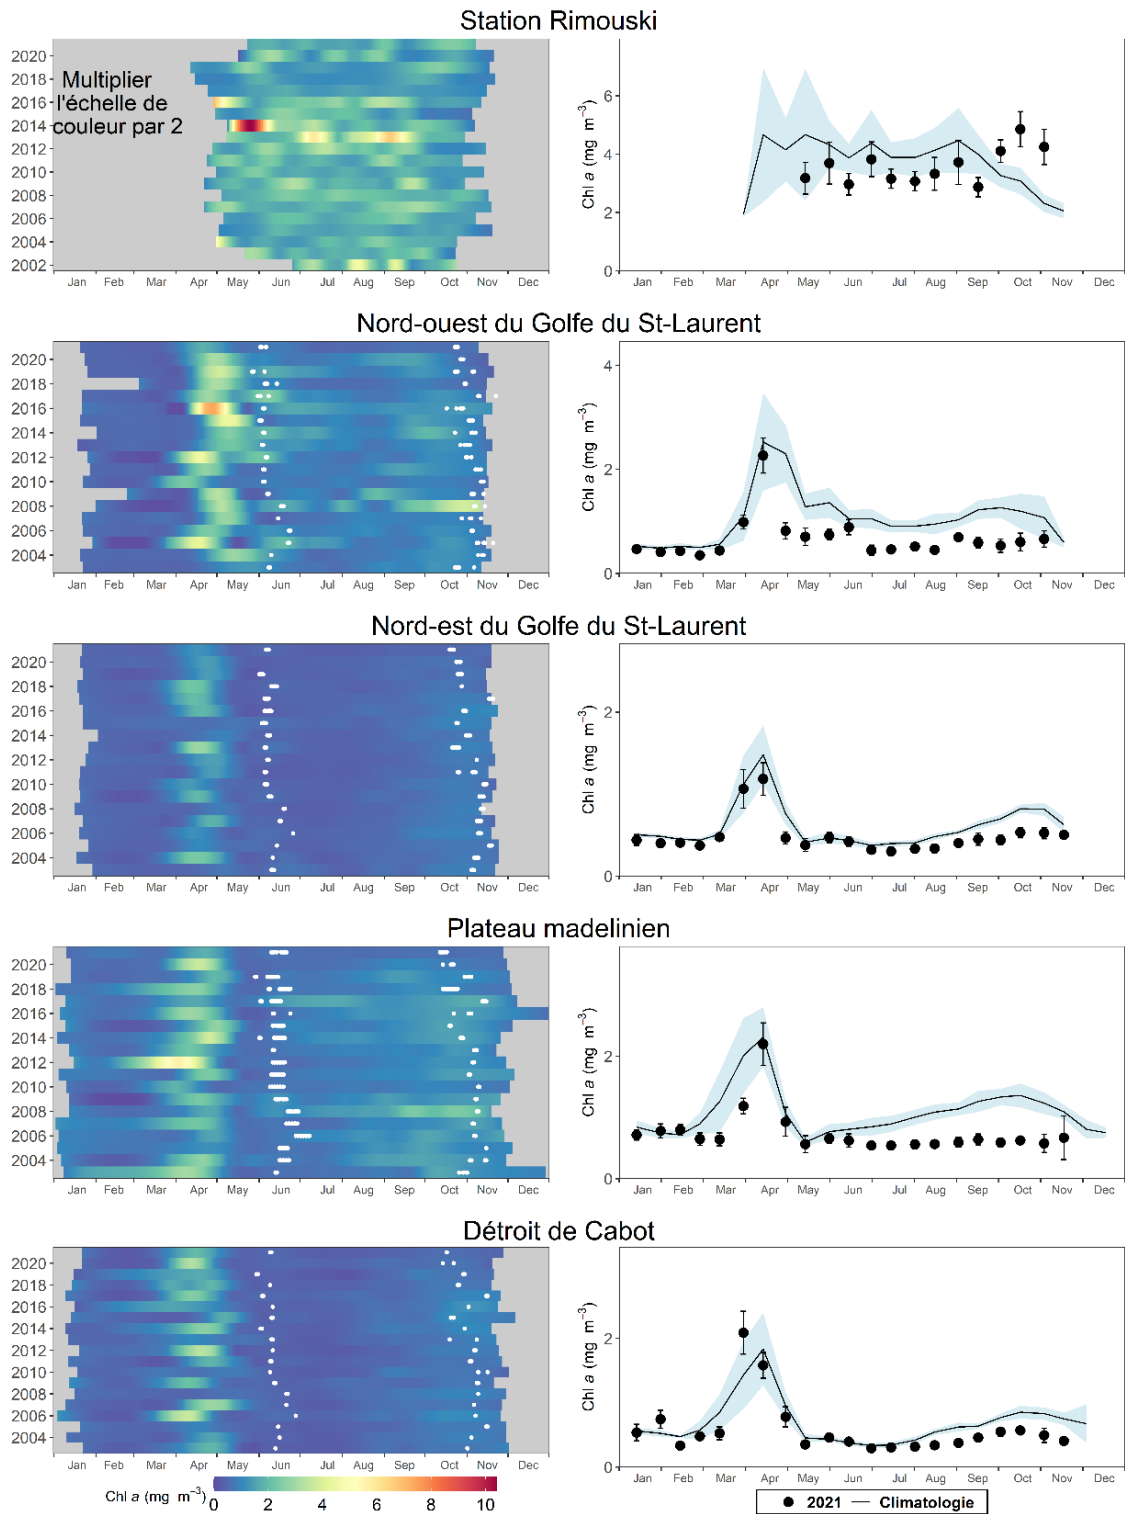 Station Rimouski
2020
2018
2016
2014
2012
2010
2008
2006
2004
2002
Multiplier
l'échelle de
couleur par 2
Jan Feb Mar Apr May Jun Jul Aug Sep Oct Nov Dec
Chl a (mg m−3)
6
4
2
0
Jan Feb Mar Apr May Jun Jul Aug Sep Oct Nov Dec
Nord-ouest du Golfe du St-Laurent
2020
2018
2016
2014
2012
2010
2008
2006
2004
Jan Feb Mar Apr May Jun Jul Aug Sep Oct Nov Dec
Chl a (mg m−3)
4
2
0
Jan Feb Mar Apr May Jun Jul Aug Sep Oct Nov Dec
Nord-est du Golfe du St-Laurent
2020
2018
2016
2014
2012
2010
2008
2006
2004
Jan Feb Mar Apr May Jun Jul Aug Sep Oct Nov Dec
Chl a (mg m−3)
2
0
Jan Feb Mar Apr May Jun Jul Aug Sep Oct Nov Dec
Plateau madelinien
2020
2018
2016
2014
2012
2010
2008
2006
2004
Jan Feb Mar Apr May Jun Jul Aug Sep Oct Nov Dec
Chl a (mg m−3)
2
0
Jan Feb Mar Apr May Jun Jul Aug Sep Oct Nov Dec
Détroit de Cabot
2020
2018
2016
2014
2012
2010
2008
2006
2004
Jan Feb Mar Apr May Jun Jul Aug Sep Oct Nov Dec
Chl a (mg m−3)
2
0
Jan Feb Mar Apr May Jun Jul Aug Sep Oct Nov Dec
Chl a (mg m−3) 0 2 4 6 8 10
2021 Climatologie